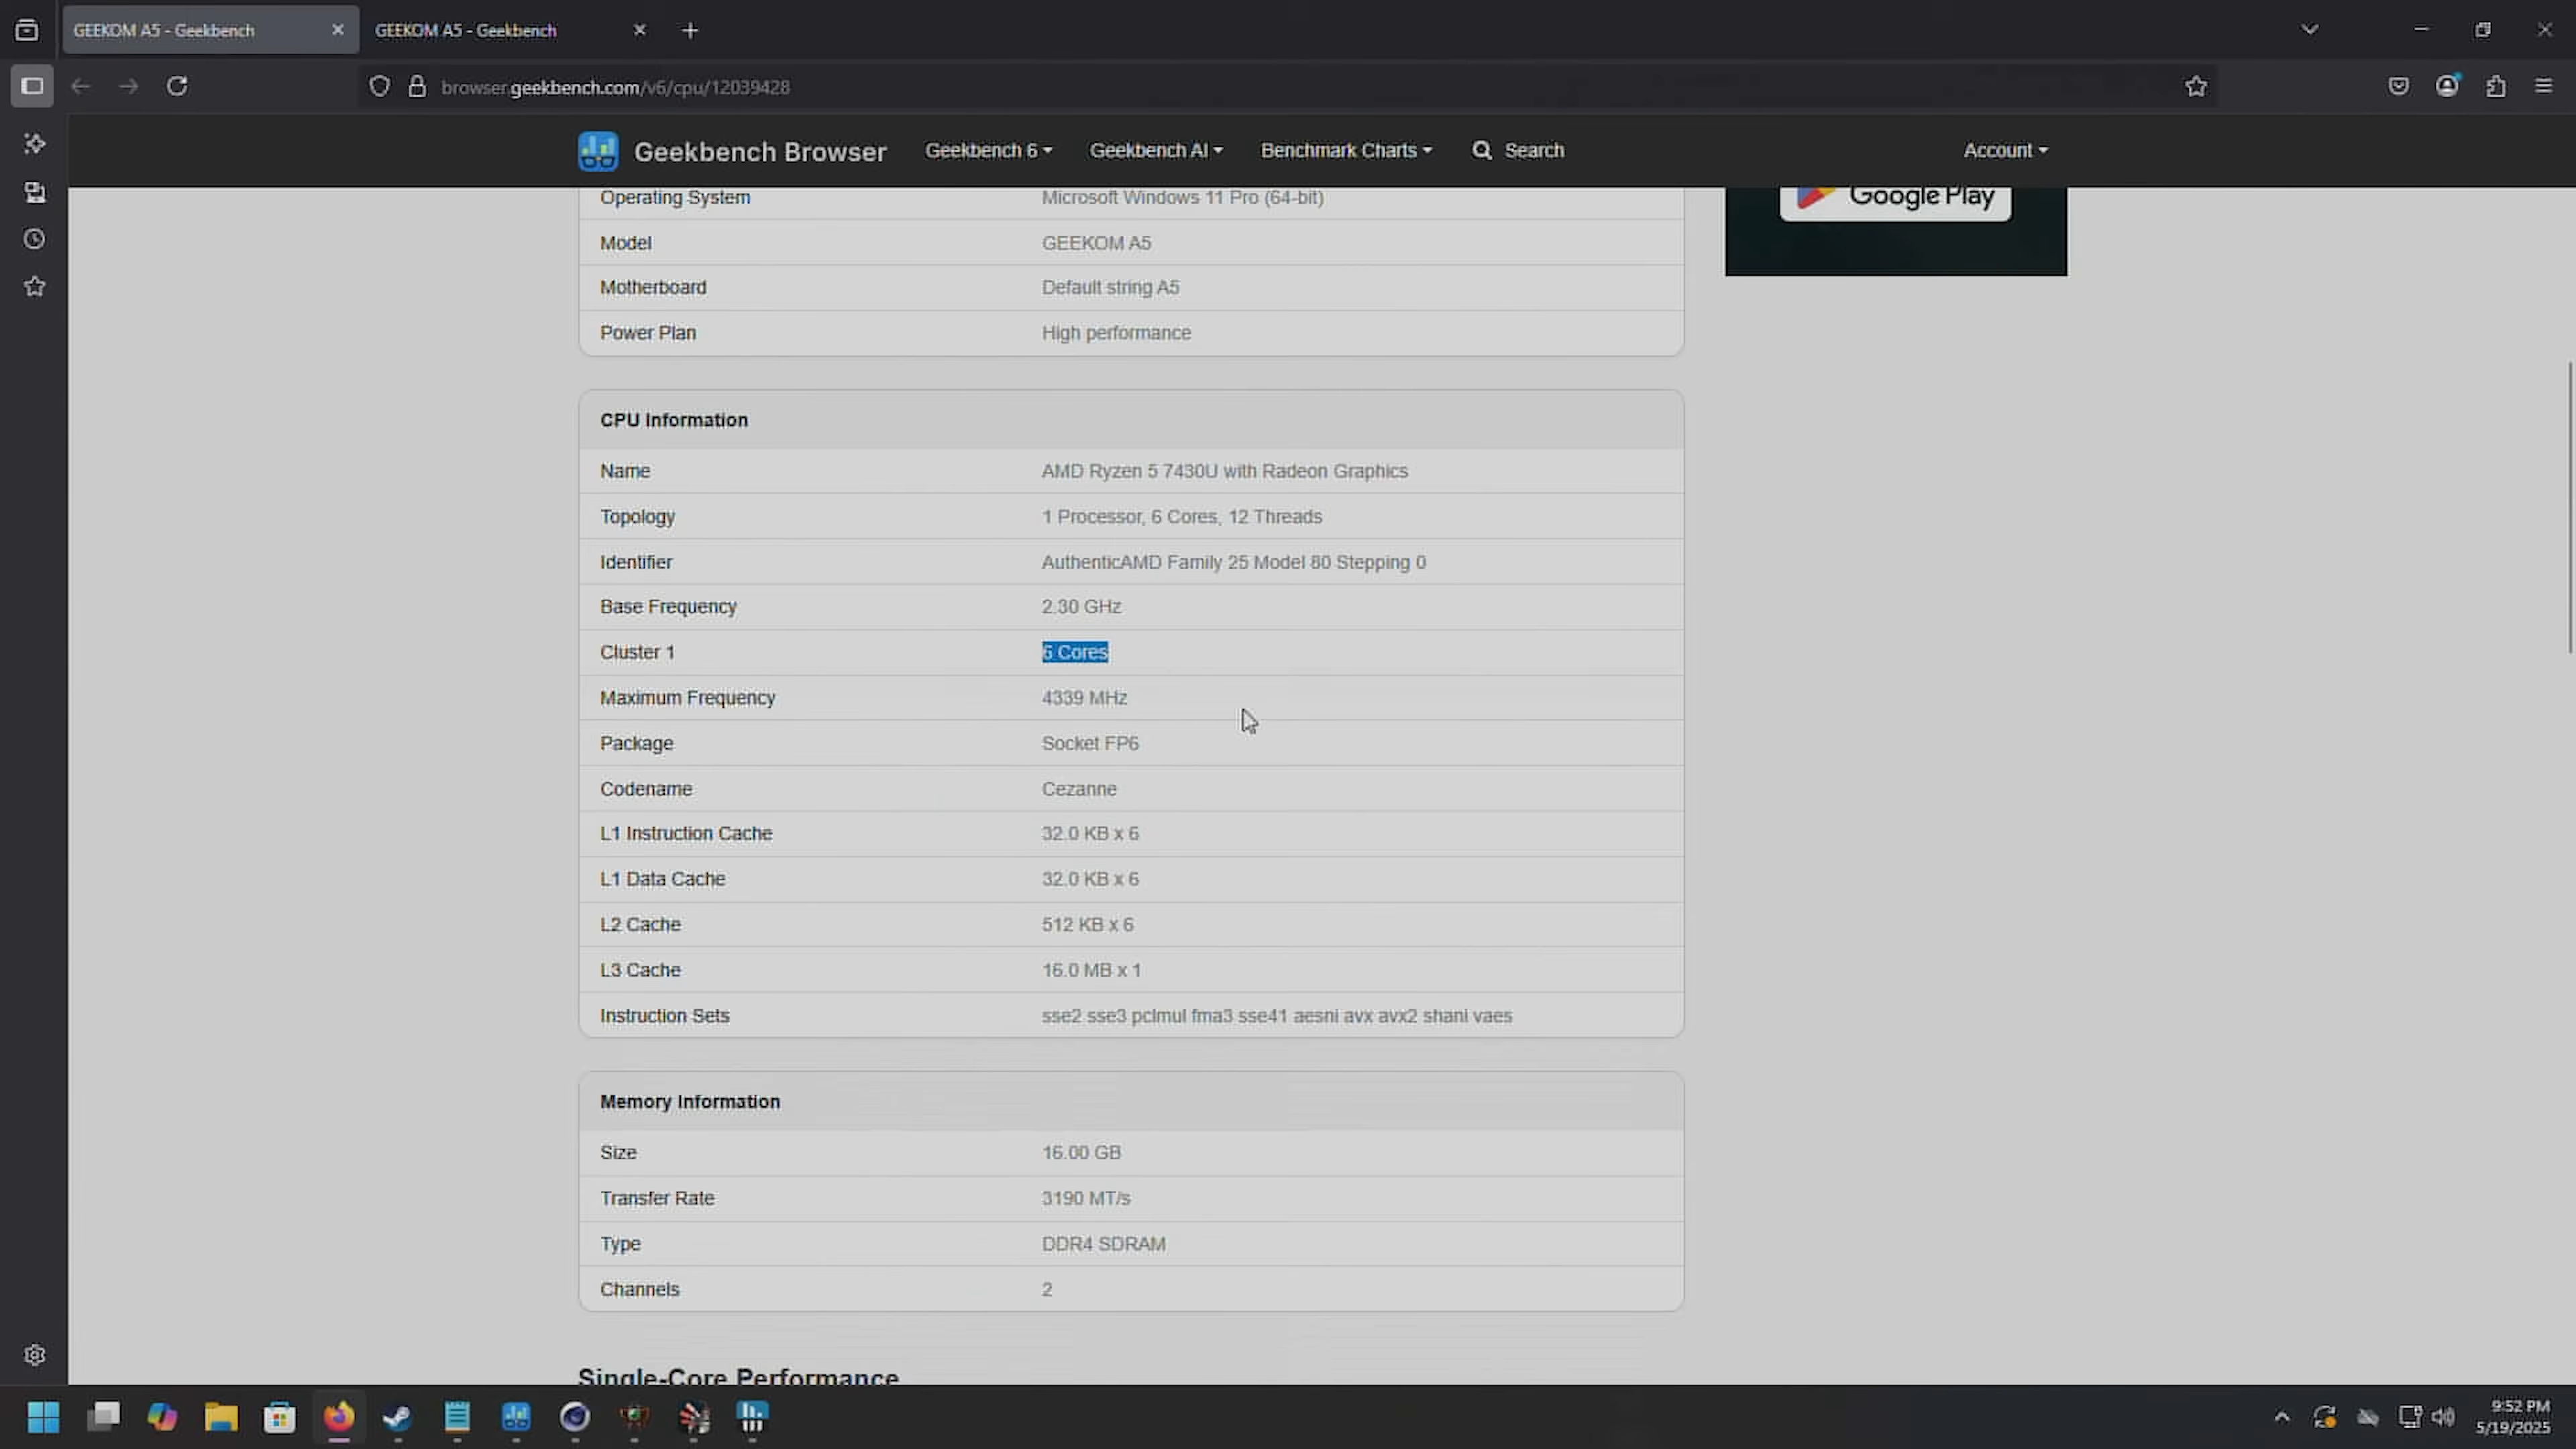 GEEKOM A5 - Geekbench
GEEKOM A5 - Geekbench
browser.geekbench.com/v6/cpu/12039428
Geekbench Browser
Geekbench 6
Geekbench AI
Benchmark Charts
Search
Account
Operating System Microsoft Windows 11 Pro (64-bit)
Google Play
Model GEEKOM A5
Motherboard Default string A5
Power Plan High performance
CPU Information
Name AMD Ryzen 5 7430U with Radeon Graphics
Topology 1 Processor, 6 Cores, 12 Threads
Identifier AuthenticAMD Family 25 Model 80 Stepping 0
Base Frequency 2.30 GHz
Cluster 1 6 Cores
Maximum Frequency 4339 MHz
Package Socket FP6
Codename Cezanne
L1 Instruction Cache 32.0 KB x 6
L1 Data Cache 32.0 KB x 6
L2 Cache 512 KB x 6
L3 Cache 16.0 MB x 1
Instruction Sets sse2 sse3 pclmul fma3 sse41 aesni avx avx2 shani vaes
Memory Information
Size 16.00 GB
Transfer Rate 3190 MT/s
Type DDR4 SDRAM
Channels 2
Single-Core Performance
9:52 PM
5/19/2025